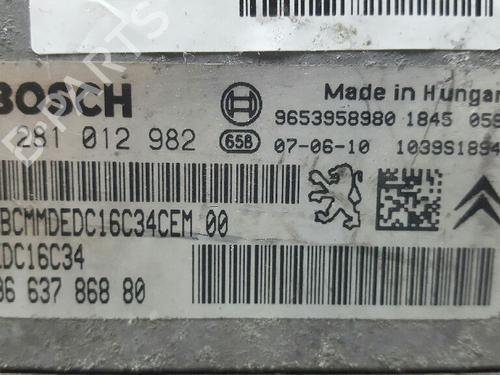 BOSCH
Made in Hungar
9653958980 1845
281 012 982
658
07-06-10 1039S1894
BCMMDEDC16C34CEM 00
EDC16C34
96 637 868 80
B PARTS